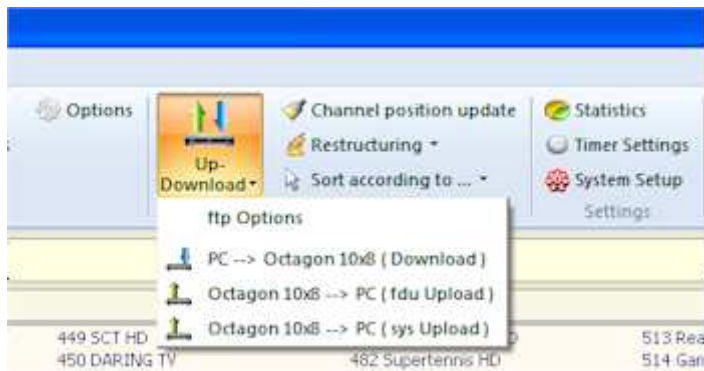 Options
Up-
Download
Channel position update
Restructuring
Sort according to ...
Statistics
Timer Settings
System Setup
Settings
ftp Options
PC --> Octagon 10x8 ( Download )
Octagon 10x8 --> PC ( fdu Upload )
Octagon 10x8 --> PC ( sys Upload )
449 SCT HD
513 Rea
450 DARING TV
482 Supertennis HD
514 Gan